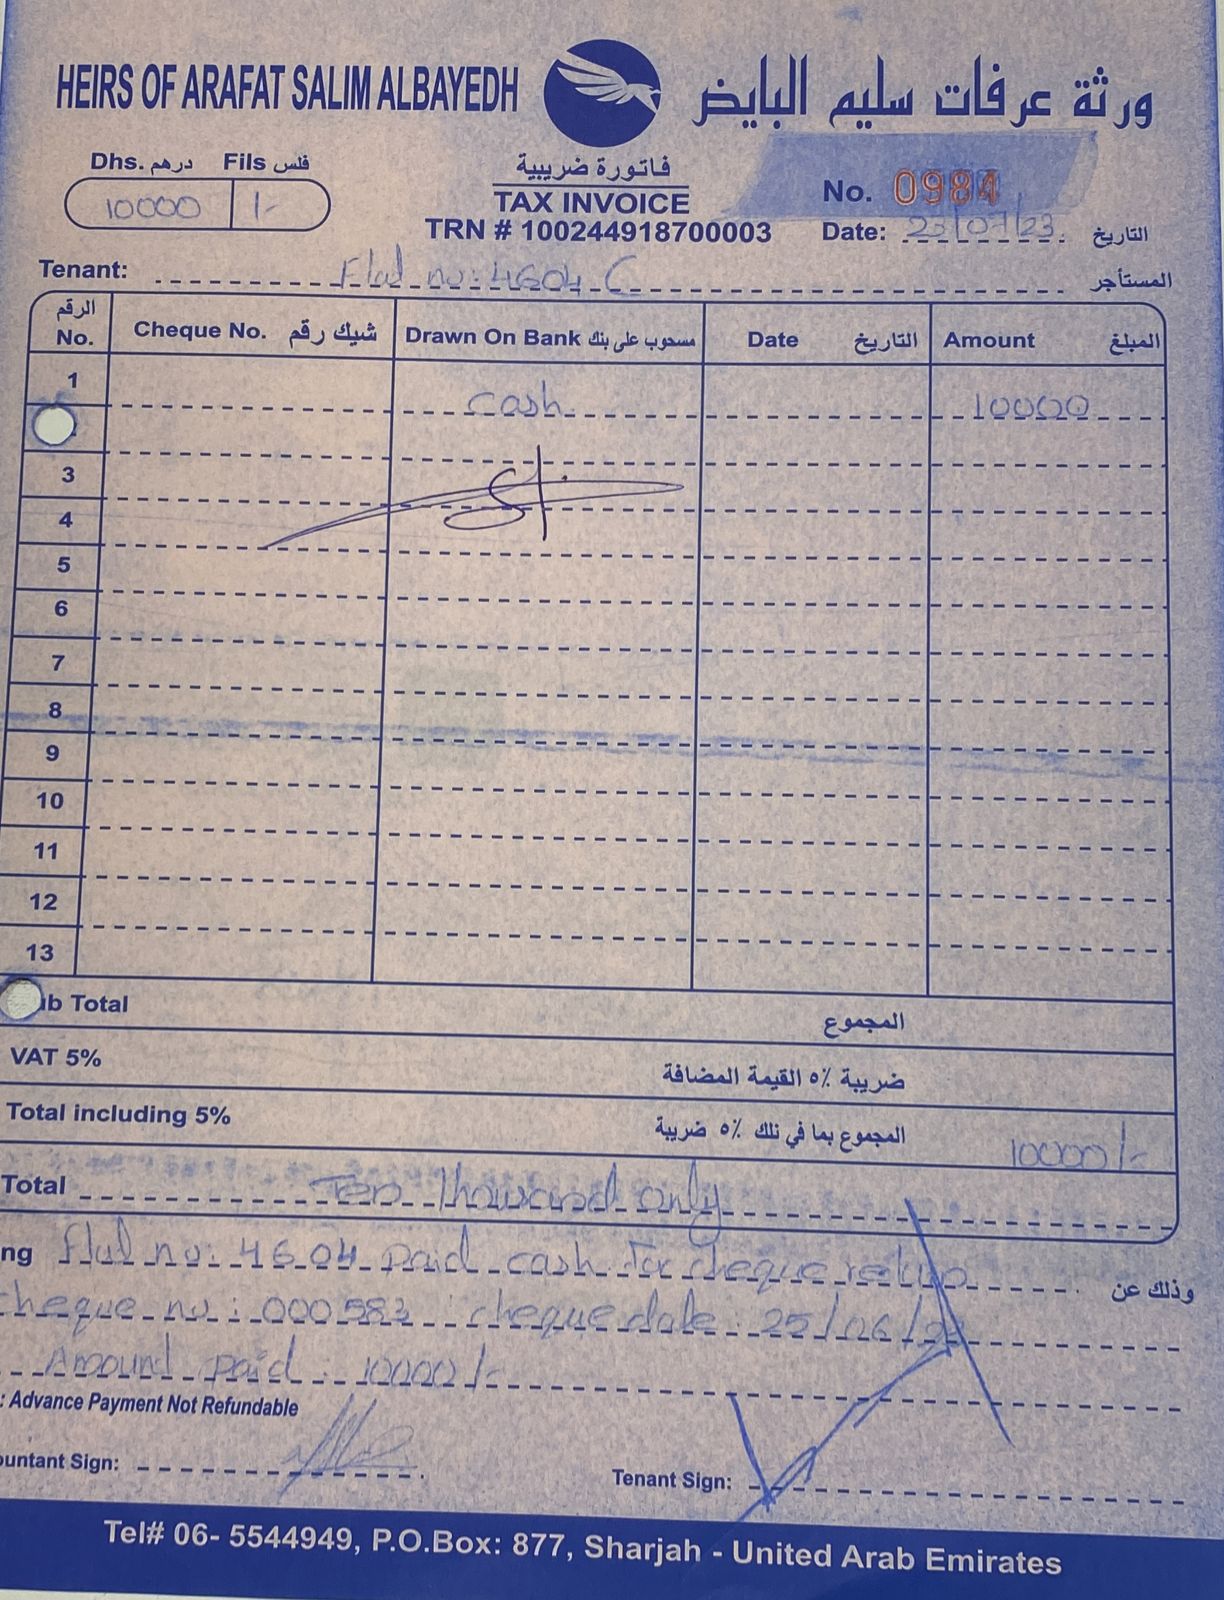 HEIRS OF ARAFAT SALIM ALBAYEDH ورثة عرفات سليم البايض
Dhs. درهم Fils فلس
10000 /-
فاتورة ضريبية
TAX INVOICE
TRN # 100244918700003
No. 0984
Date: 23/07/23 التاريخ
Tenant: Flat no: 4604 C المستأجر
الرقم No. Cheque No. شيك رقم Drawn On Bank مسحوب على بنك Date التاريخ Amount المبلغ
1 cash 10000
3
4
5
6
7
8
9
10
11
12
13
ub Total المجموع
VAT 5% ضريبة ٥٪ القيمة المضافة
Total including 5% المجموع بما في تلك ٥٪ ضريبة 10000/-
Total Ten thousand only
ng Flat no: 4604 paid cash for cheque وذلك عن
cheque no: 000583 cheque date: 25/06/
Amount paid: 10000/-
: Advance Payment Not Refundable
ountant Sign:
Tenant Sign:
Tel# 06- 5544949, P.O.Box: 877, Sharjah - United Arab Emirates